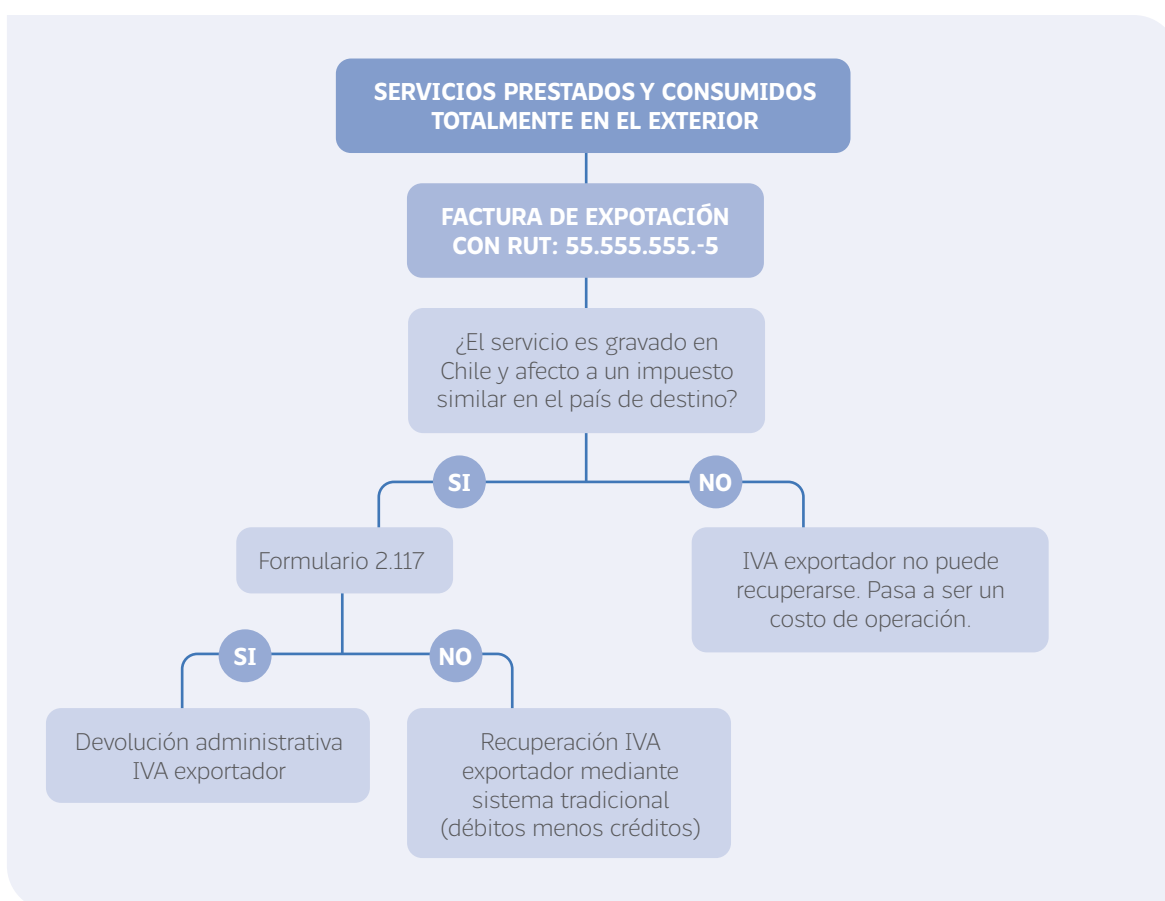 SERVICIOS PRESTADOS Y CONSUMIDOS
TOTALMENTE EN EL EXTERIOR
FACTURA DE EXPOTACIÓN
CON RUT: 55.555.555.-5
¿El servicio es gravado en
Chile y afecto a un impuesto
similar en el país de destino?
SI
NO
Formulario 2.117
IVA exportador no puede
recuperarse. Pasa a ser un
costo de operación.
SI
NO
Devolución administrativa
IVA exportador
Recuperación IVA
exportador mediante
sistema tradicional
(débitos menos créditos)